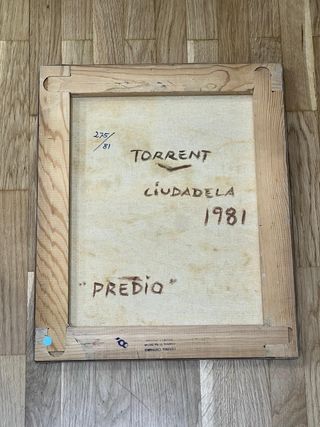 275/
81
TORRENT
CiUDADELA
1981
"PREDiO"